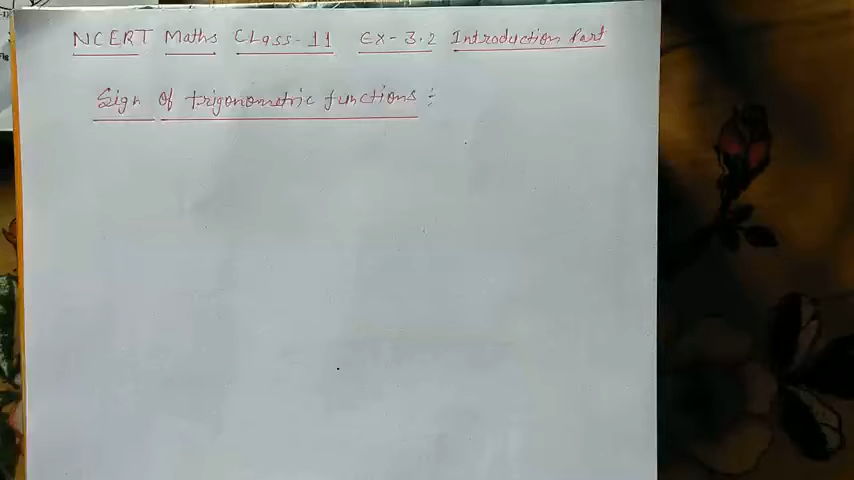 NCERT Maths Class-11 Ex-3.2 Introduction Part
Sign of trigonometric functions :